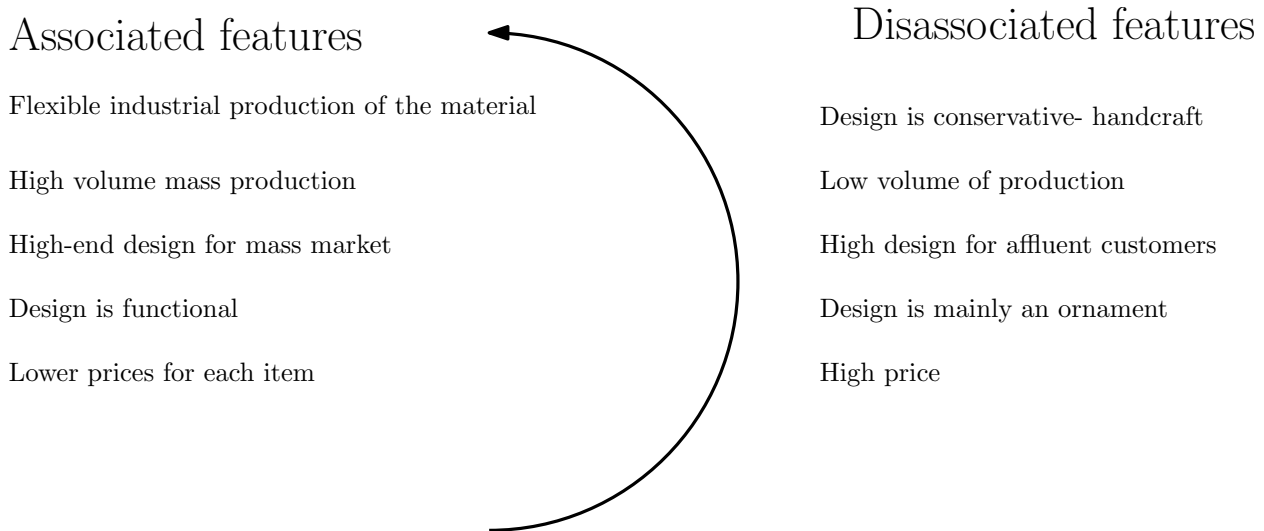 Associated features
Flexible industrial production of the material
High volume mass production
High-end design for mass market
Design is functional
Lower prices for each item
Disassociated features
Design is conservative- handcraft
Low volume of production
High design for affluent customers
Design is mainly an ornament
High price